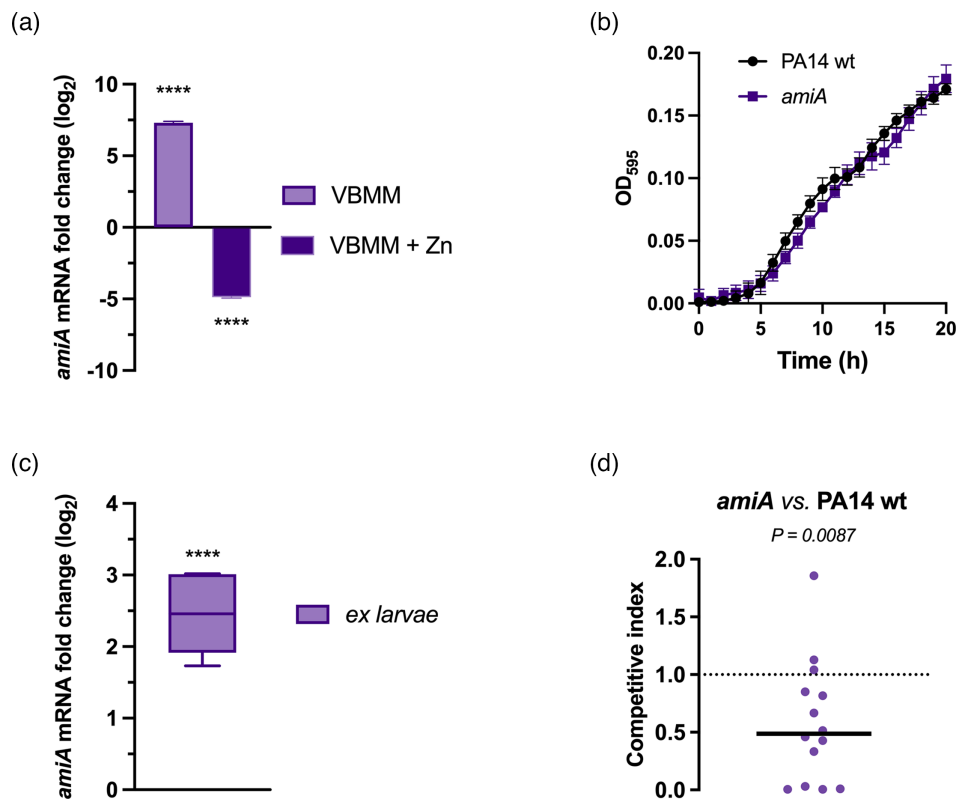 (a)
amiA mRNA fold change (log2)
10
5
0
-5
-10
****
****
VBMM
VBMM + Zn
(b)
OD595
0.20
0.15
0.10
0.05
0.00
PA14 wt
amiA
0 5 10 15 20
Time (h)
(c)
amiA mRNA fold change (log2)
4
3
2
1
0
****
ex larvae
(d)
amiA vs. PA14 wt
P = 0.0087
Competitive index
2.0
1.5
1.0
0.5
0.0